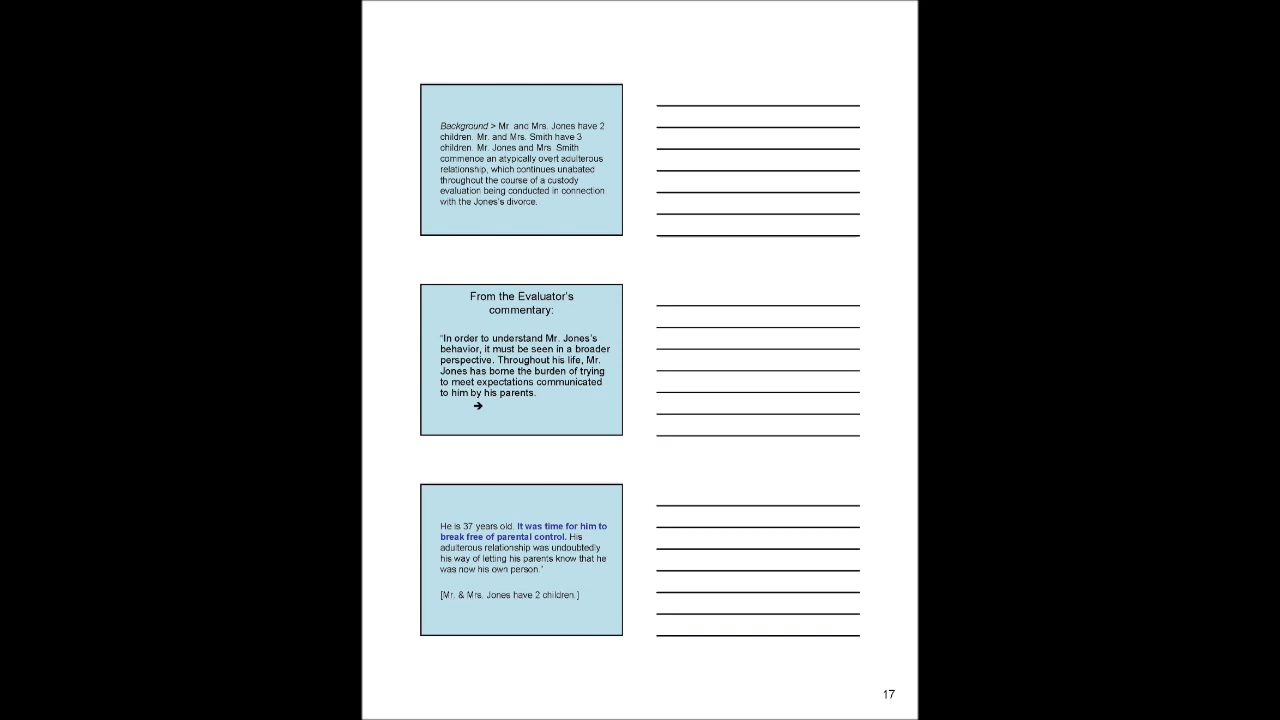 Background > Mr. and Mrs. Jones have 2
children. Mr. and Mrs. Smith have 3
children. Mr. Jones and Mrs. Smith
commence an atypically overt adulterous
relationship, which continues unabated
throughout the course of a custody
evaluation being conducted in connection
with the Jones's divorce.
From the Evaluator's
commentary:
"In order to understand Mr. Jones's
behavior, it must be seen in a broader
perspective. Throughout his life, Mr.
Jones has borne the burden of trying
to meet expectations communicated
to him by his parents.
➔
He is 37 years old. It was time for him to
break free of parental control. His
adulterous relationship was undoubtedly
his way of letting his parents know that he
was now his own person."
[Mr. & Mrs. Jones have 2 children.]
17